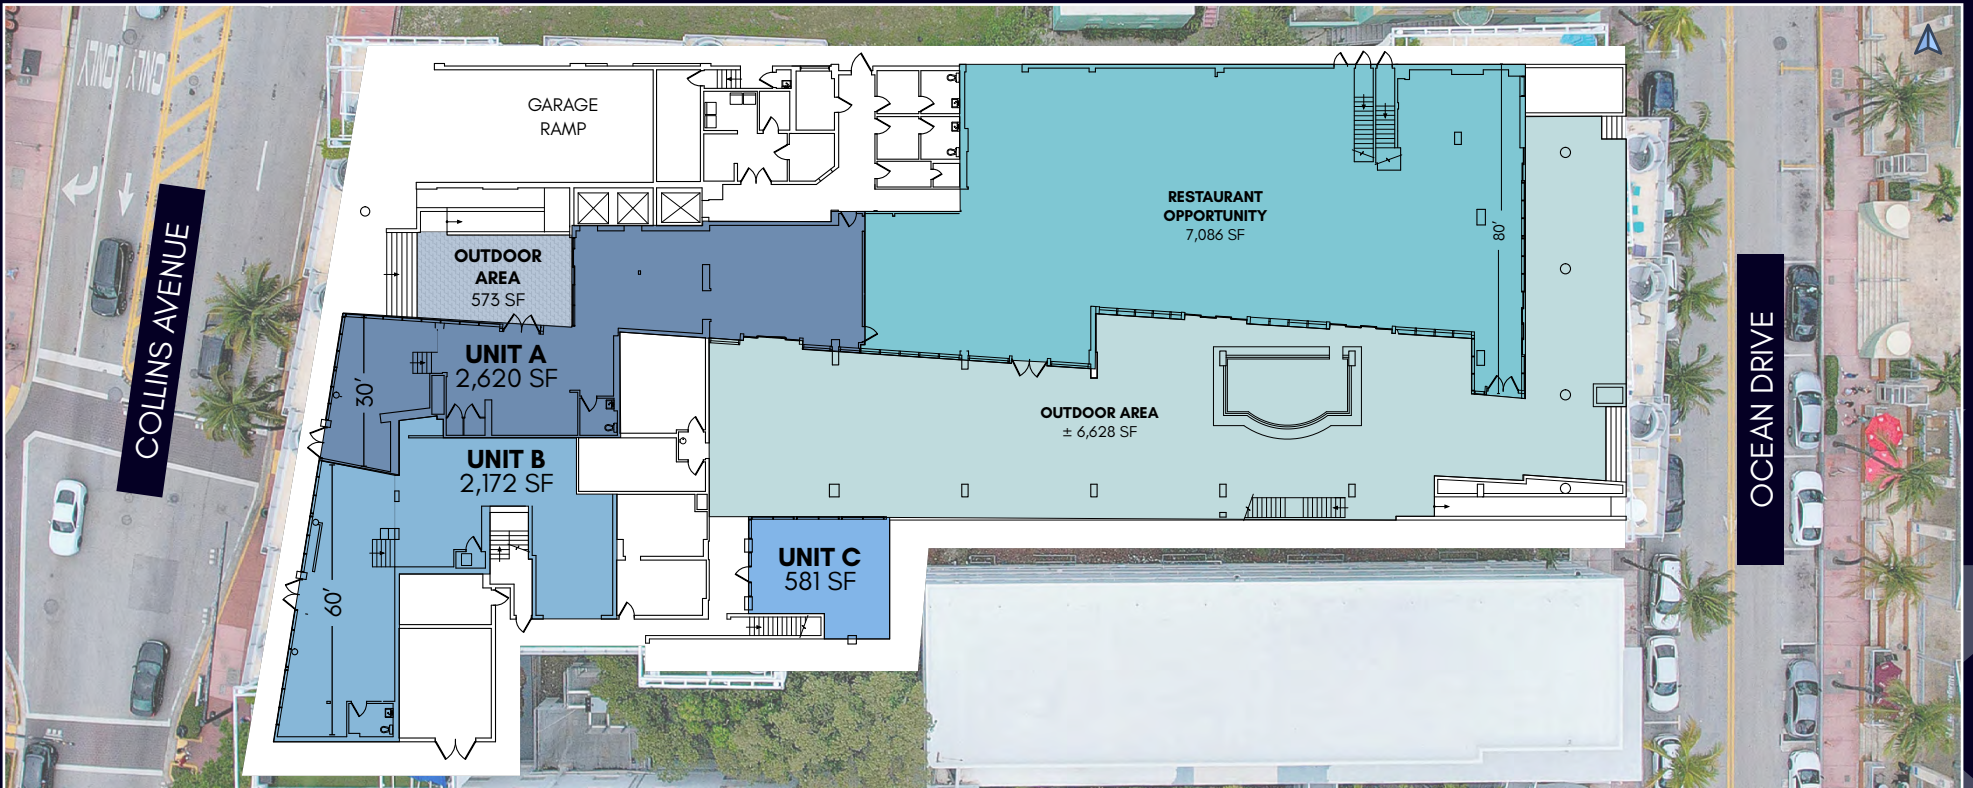 ONLY
ONLY
GARAGE
RAMP
RESTAURANT
OPPORTUNITY
7,086 SF
80'
COLLINS AVENUE
OUTDOOR
AREA
573 SF
UNIT A
2,620 SF
30'
OUTDOOR AREA
± 6,628 SF
OCEAN DRIVE
UNIT B
2,172 SF
UNIT C
581 SF
60'